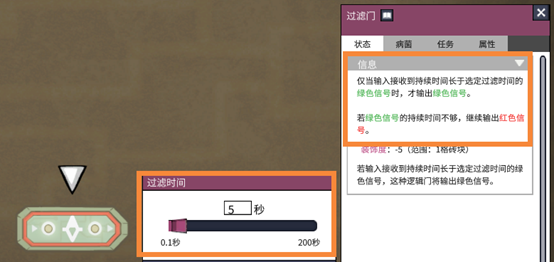 过滤门
状态 病菌 任务 属性
信息
仅当输入接收到持续时间长于选定过滤时间的
绿色信号时，才输出绿色信号。
若绿色信号的持续时间不够，继续输出红色信
号。
装饰度：-5（范围：1格砖块）
若输入接收到持续时间长于选定过滤时间的绿
色信号，这种逻辑门将输出绿色信号。
过滤时间
5 秒
0.1秒 200秒